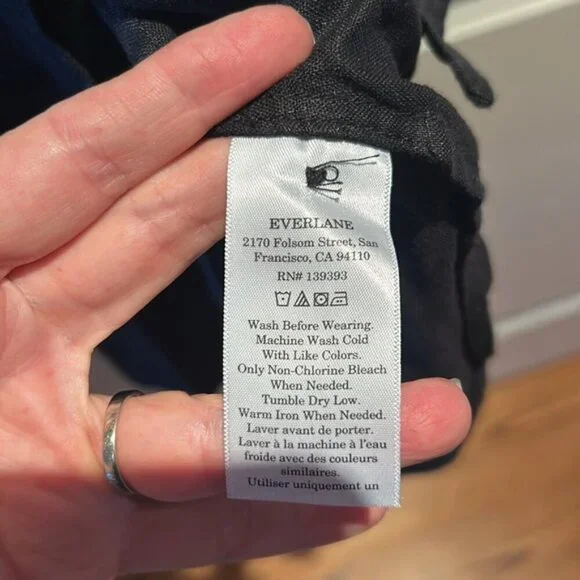 EVERLANE
2170 Folsom Street, San
Francisco, CA 94110
RN# 139393
Wash Before Wearing.
Machine Wash Cold
With Like Colors.
Only Non-Chlorine Bleach
When Needed.
Tumble Dry Low.
Warm Iron When Needed.
Laver avant de porter.
Laver à la machine à l'eau
froide avec des couleurs
similaires.
Utiliser uniquement un